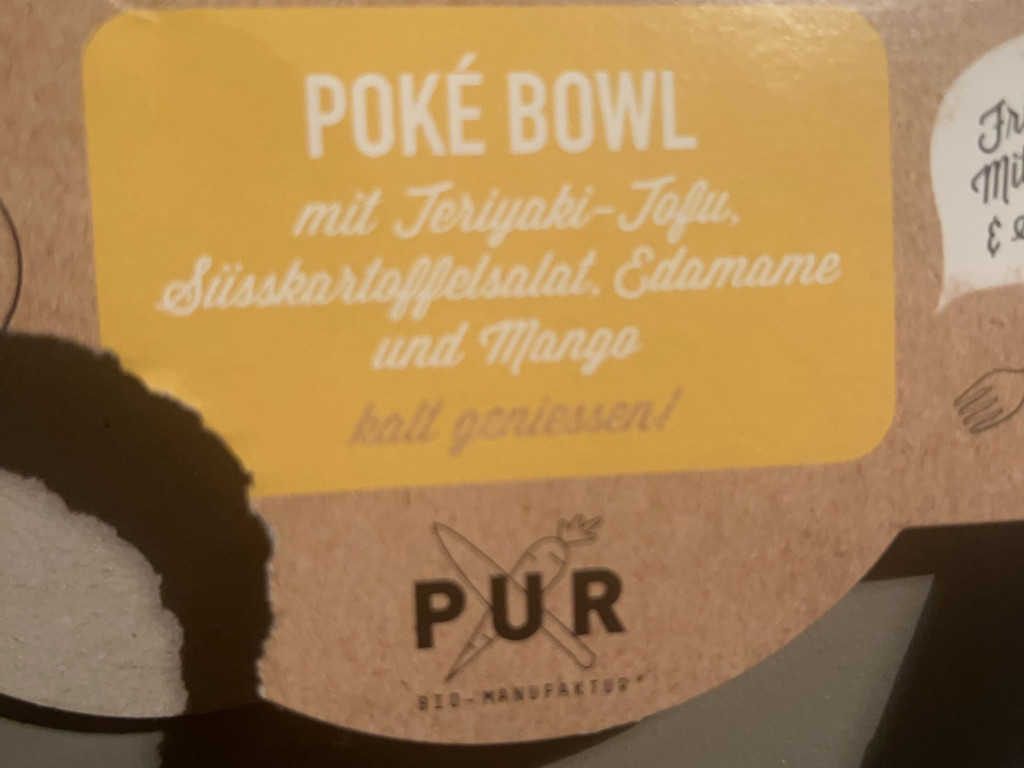 POKÉ BOWL
mit Teriyaki-Tofu,
Süsskartoffelsalat, Edamame
und Mango
kalt geniessen!
PUR
BIO-MANUFAKTUR
&